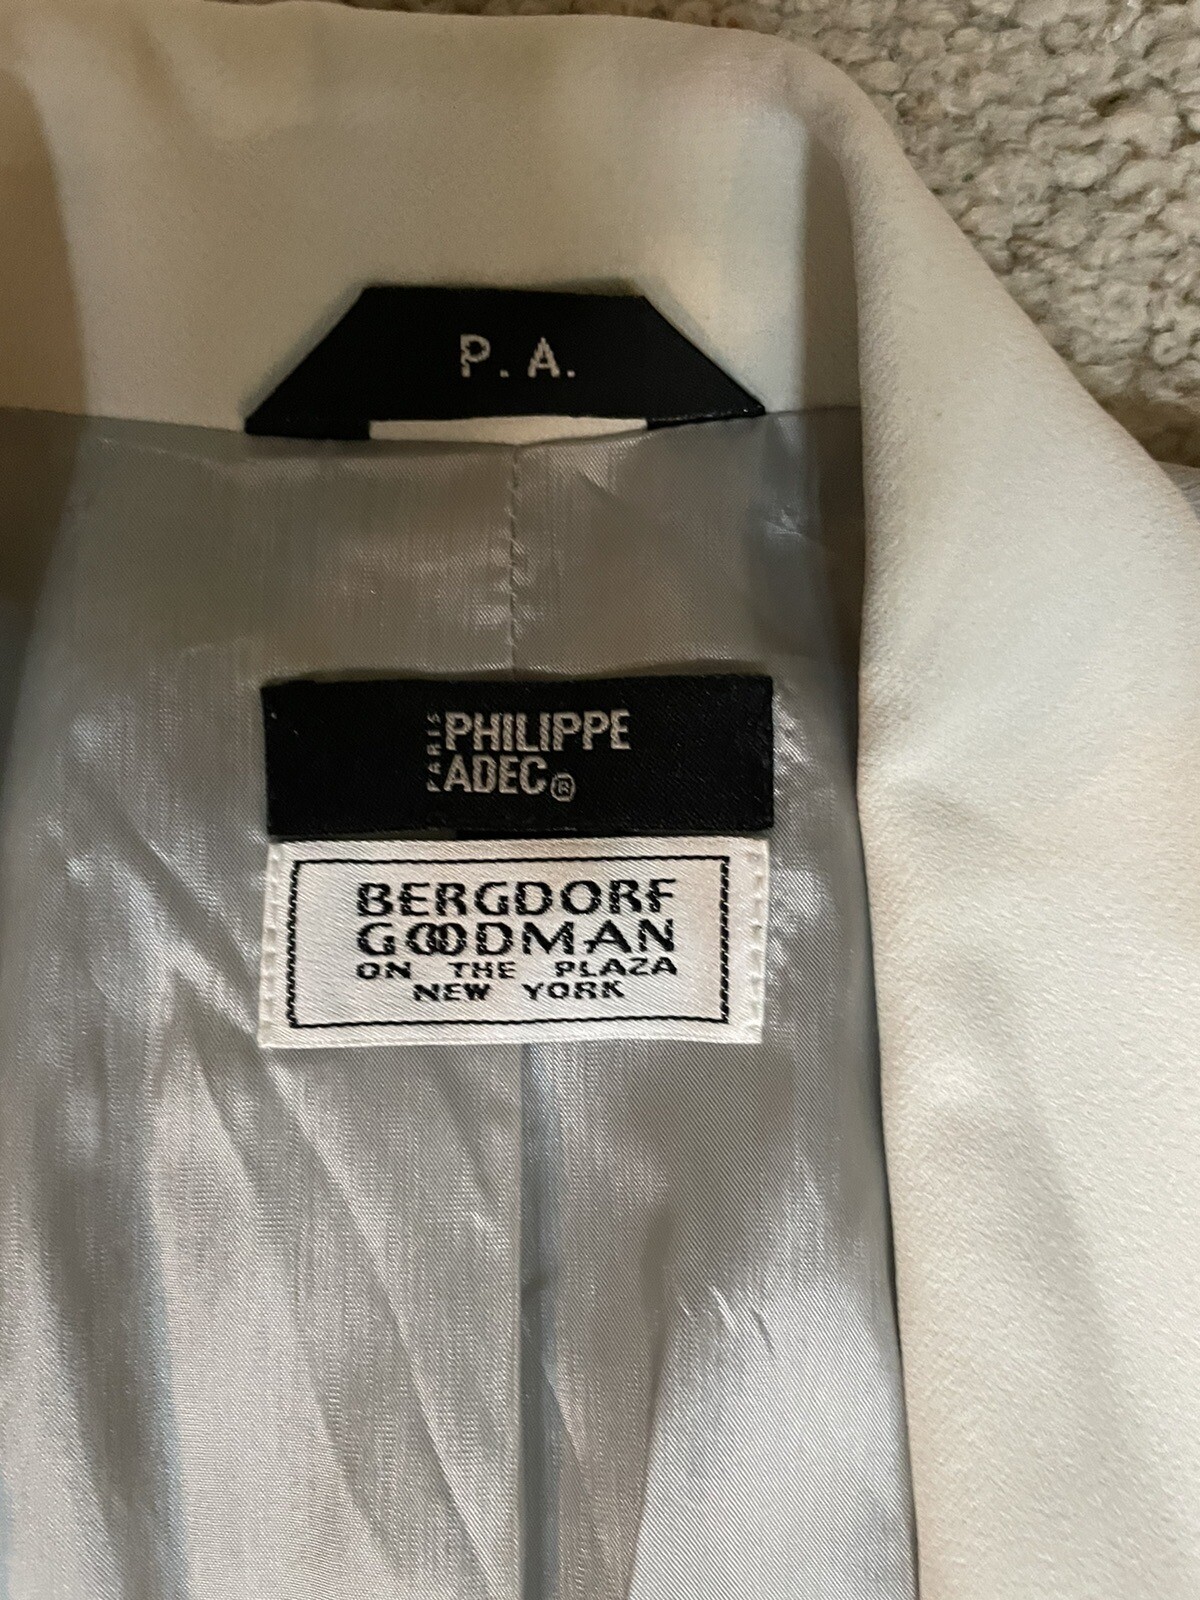 P. A.
PARIS
PHILIPPE
ADEC ®
BERGDORF
GOODMAN
ON THE PLAZA
NEW YORK